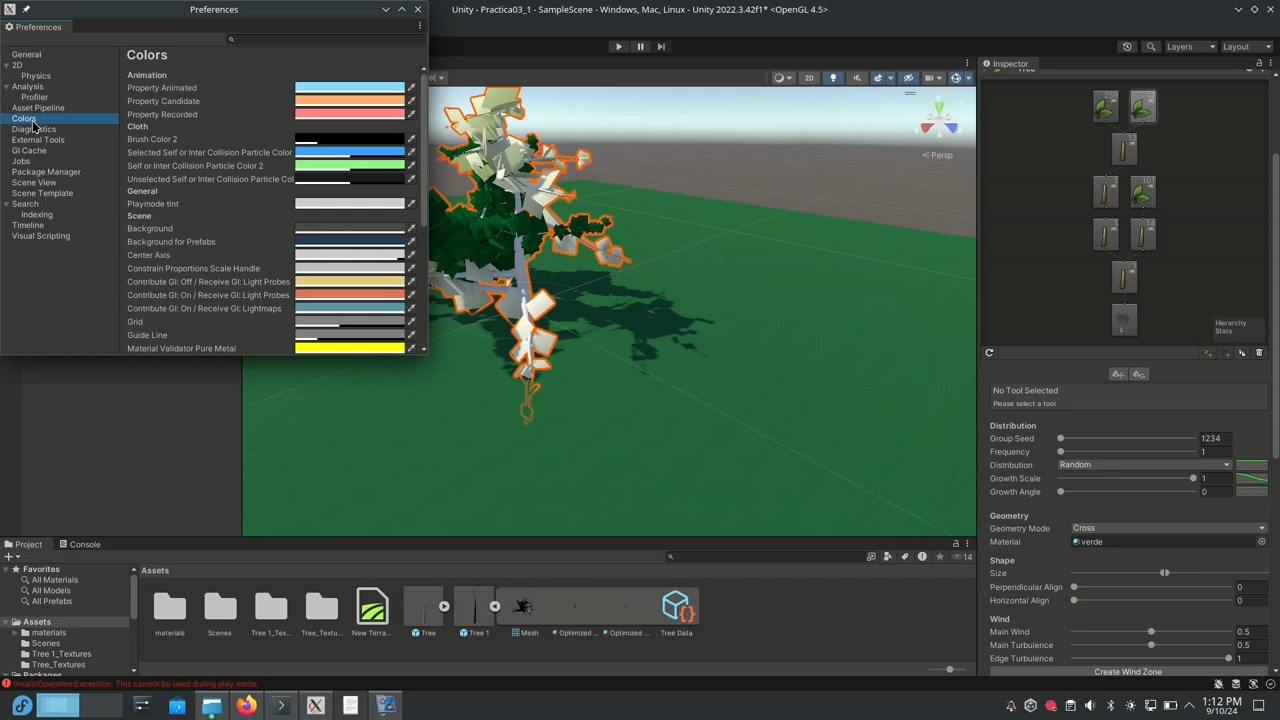 Preferences
Unity - Practica03_1 - SampleScene - Windows, Mac, Linux - Unity 2022.3.42f1* <OpenGL 4.5>
Preferences
Layers
Layout
Inspector
General
2D
Physics
Analysis
Profiler
Asset Pipeline
Colors
Diagnostics
External Tools
GI Cache
Jobs
Package Manager
Scene View
Scene Template
Search
Indexing
Timeline
Visual Scripting
Colors
Animation
Property Animated
Property Candidate
Property Recorded
Cloth
Brush Color 2
Selected Self or Inter Collision Particle Color
Self or Inter Collision Particle Color 2
Unselected Self or Inter Collision Particle Col
General
Playmode tint
Scene
Background
Background for Prefabs
Center Axis
Constrain Proportions Scale Handle
Contribute GI: Off / Receive GI: Light Probes
Contribute GI: On / Receive GI: Light Probes
Contribute GI: On / Receive GI: Lightmaps
Grid
Guide Line
Material Validator Pure Metal
Persp
12
101
14
Hierarchy
Stats
No Tool Selected
Please select a tool
Distribution
Group Seed 1234
Frequency 1
Distribution Random
Growth Scale 1
Growth Angle 0
Geometry
Geometry Mode Cross
Material verde
Shape
Size
Perpendicular Align 0
Horizontal Align 0
Wind
Main Wind 0.5
Main Turbulence 0.5
Edge Turbulence 1
Create Wind Zone
Project
Console
14
Favorites
All Materials
All Models
All Prefabs
Assets
materials
Scenes
Tree 1_Textures
Tree_Textures
Packages
Assets
materials
Scenes
Tree 1_Tex...
Tree_Textu...
New Terra...
Tree
Tree 1
Mesh
Optimized ...
Optimized ...
Tree Data
InvalidOperationException: This cannot be used during play mode.
1:12 PM
9/10/24